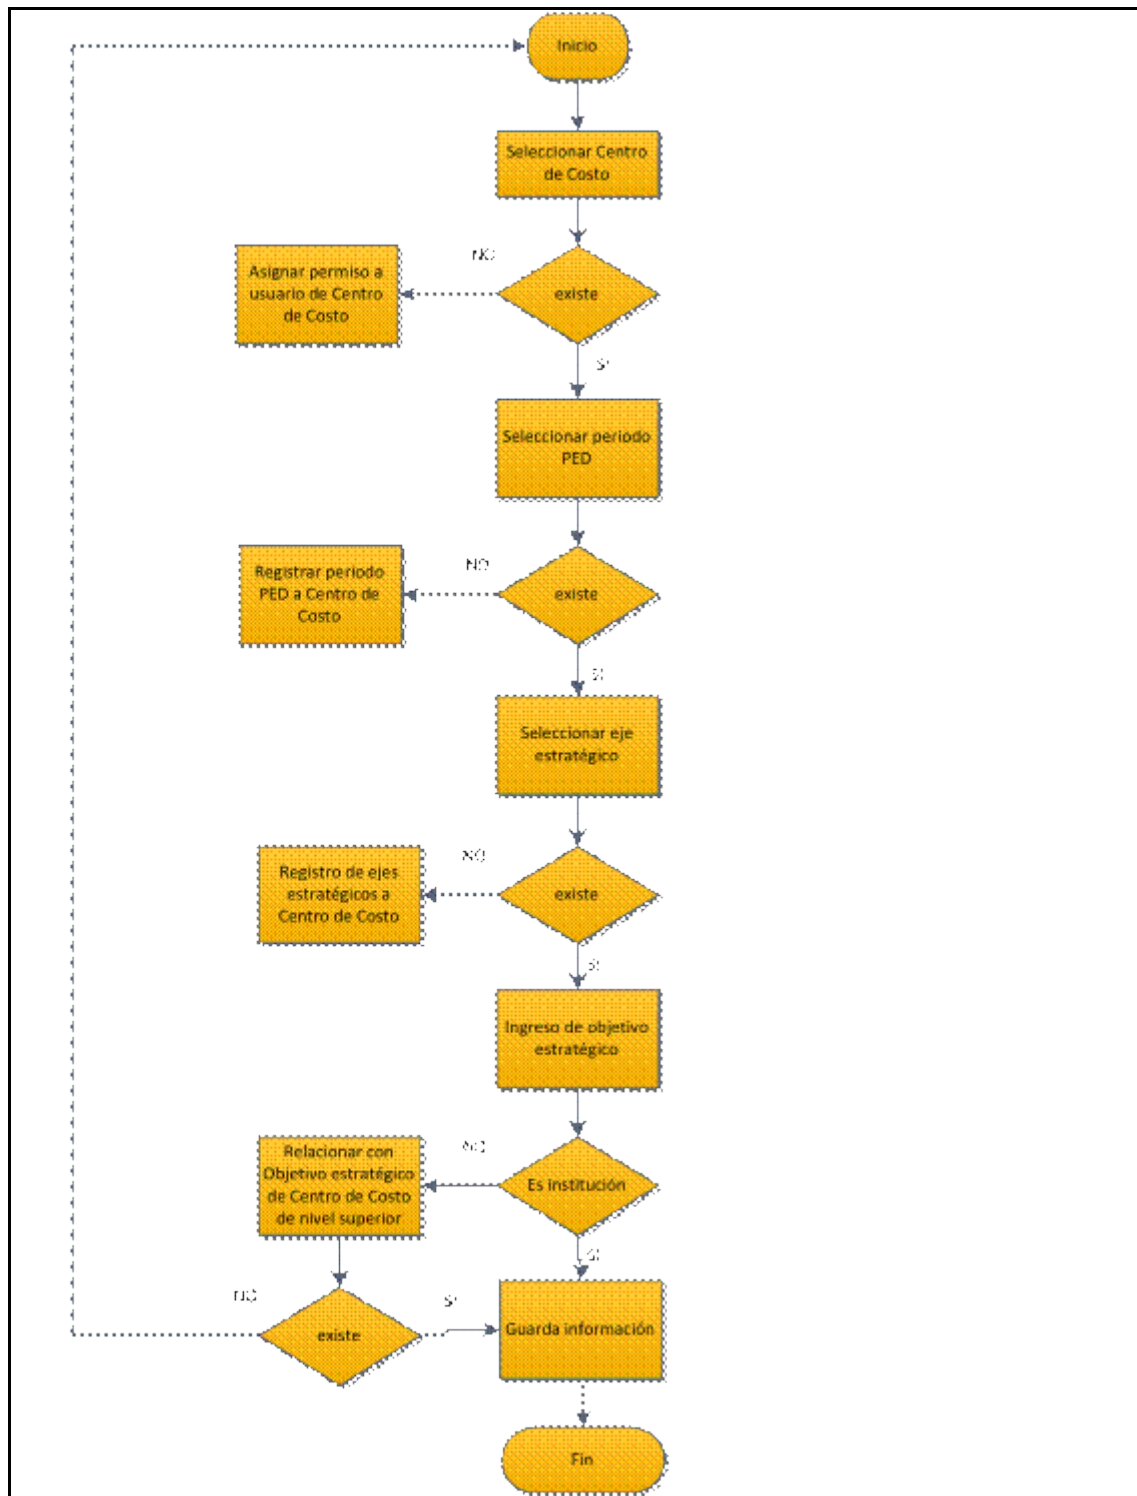 Inicio
Seleccionar Centro
de Costo
NO
Asignar permiso a
usuario de Centro
de Costo
existe
SI
Seleccionar periodo
PED
NO
Registrar periodo
PED a Centro de
Costo
existe
SI
Seleccionar eje
estratégico
NO
Registro de ejes
estratégicos a
Centro de Costo
existe
SI
Ingreso de objetivo
estratégico
NO
Relacionar con
Objetivo estratégico
de Centro de Costo
de nivel superior
Es institución
SI
NO
existe
SI
Guarda información
Fin